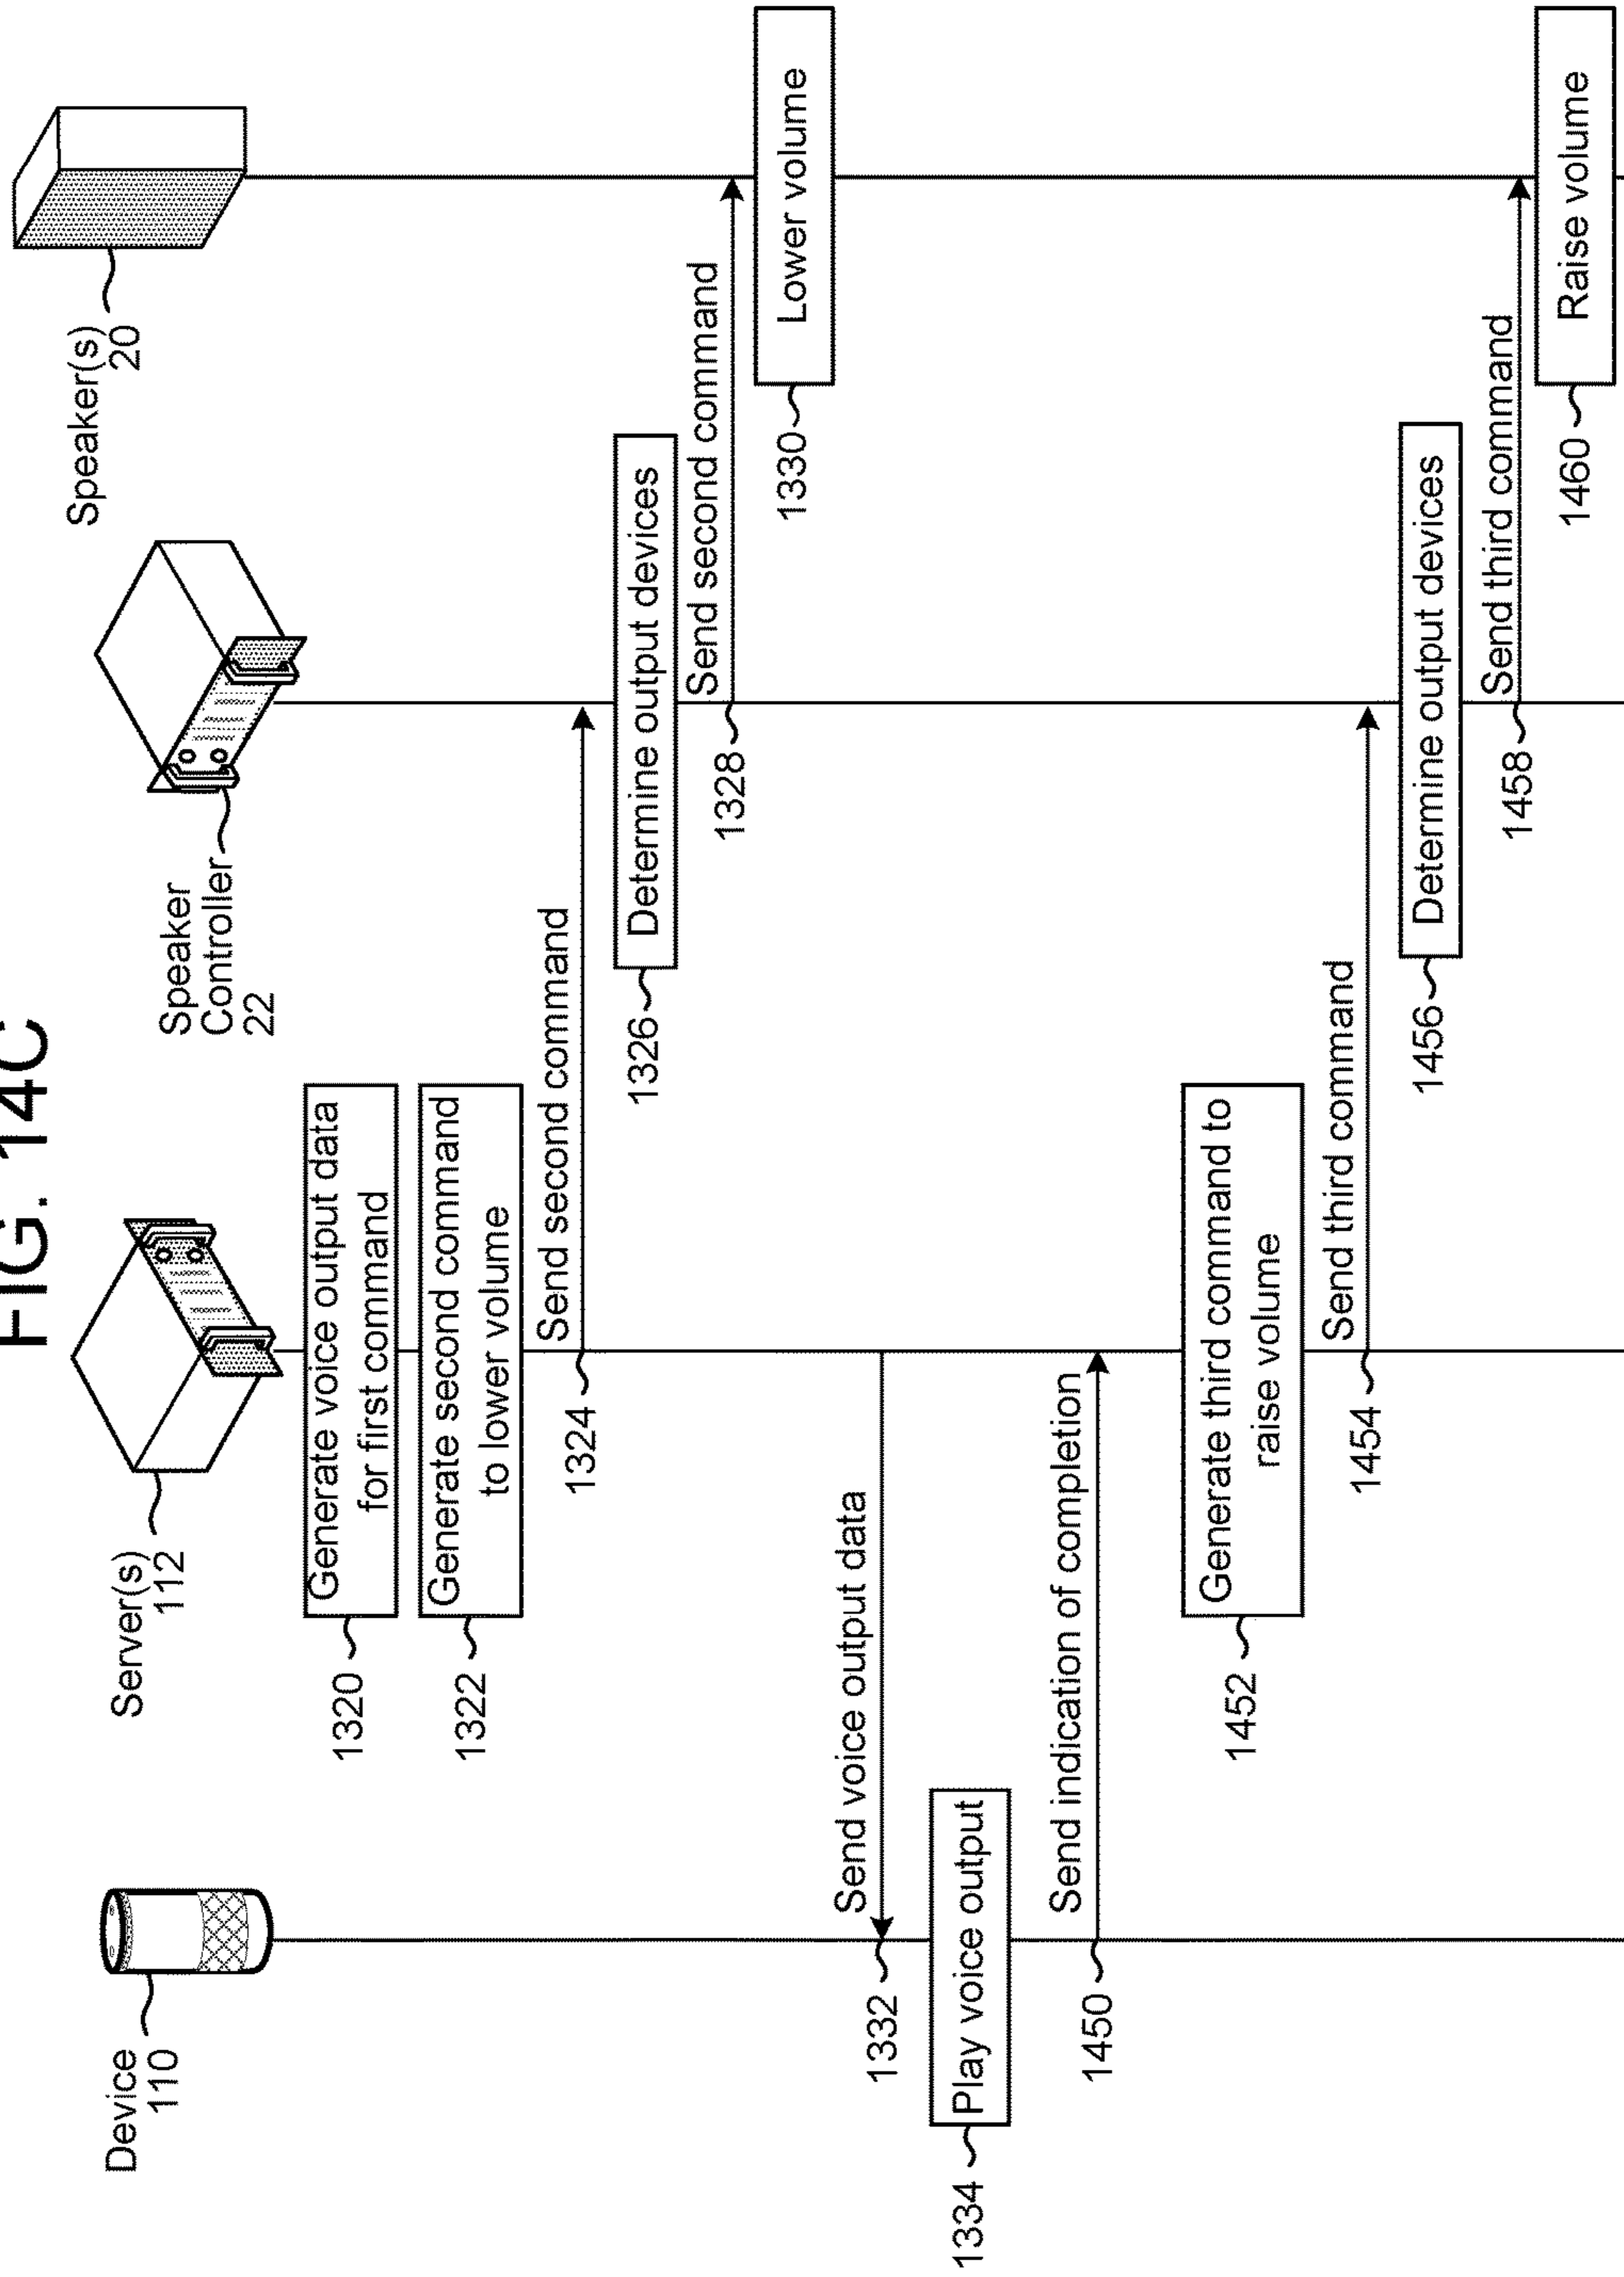 FIG. 14C
Device
110
Server(s)
112
Speaker
Controller
22
Speaker(s)
20
1320
Generate voice output data
for first command
1322
Generate second command
to lower volume
Send second command
1324
1326
Determine output devices
Send second command
1328
1330
Lower volume
Send voice output data
1332
1334
Play voice output
Send indication of completion
1450
1452
Generate third command to
raise volume
Send third command
1454
1456
Determine output devices
Send third command
1458
1460
Raise volume